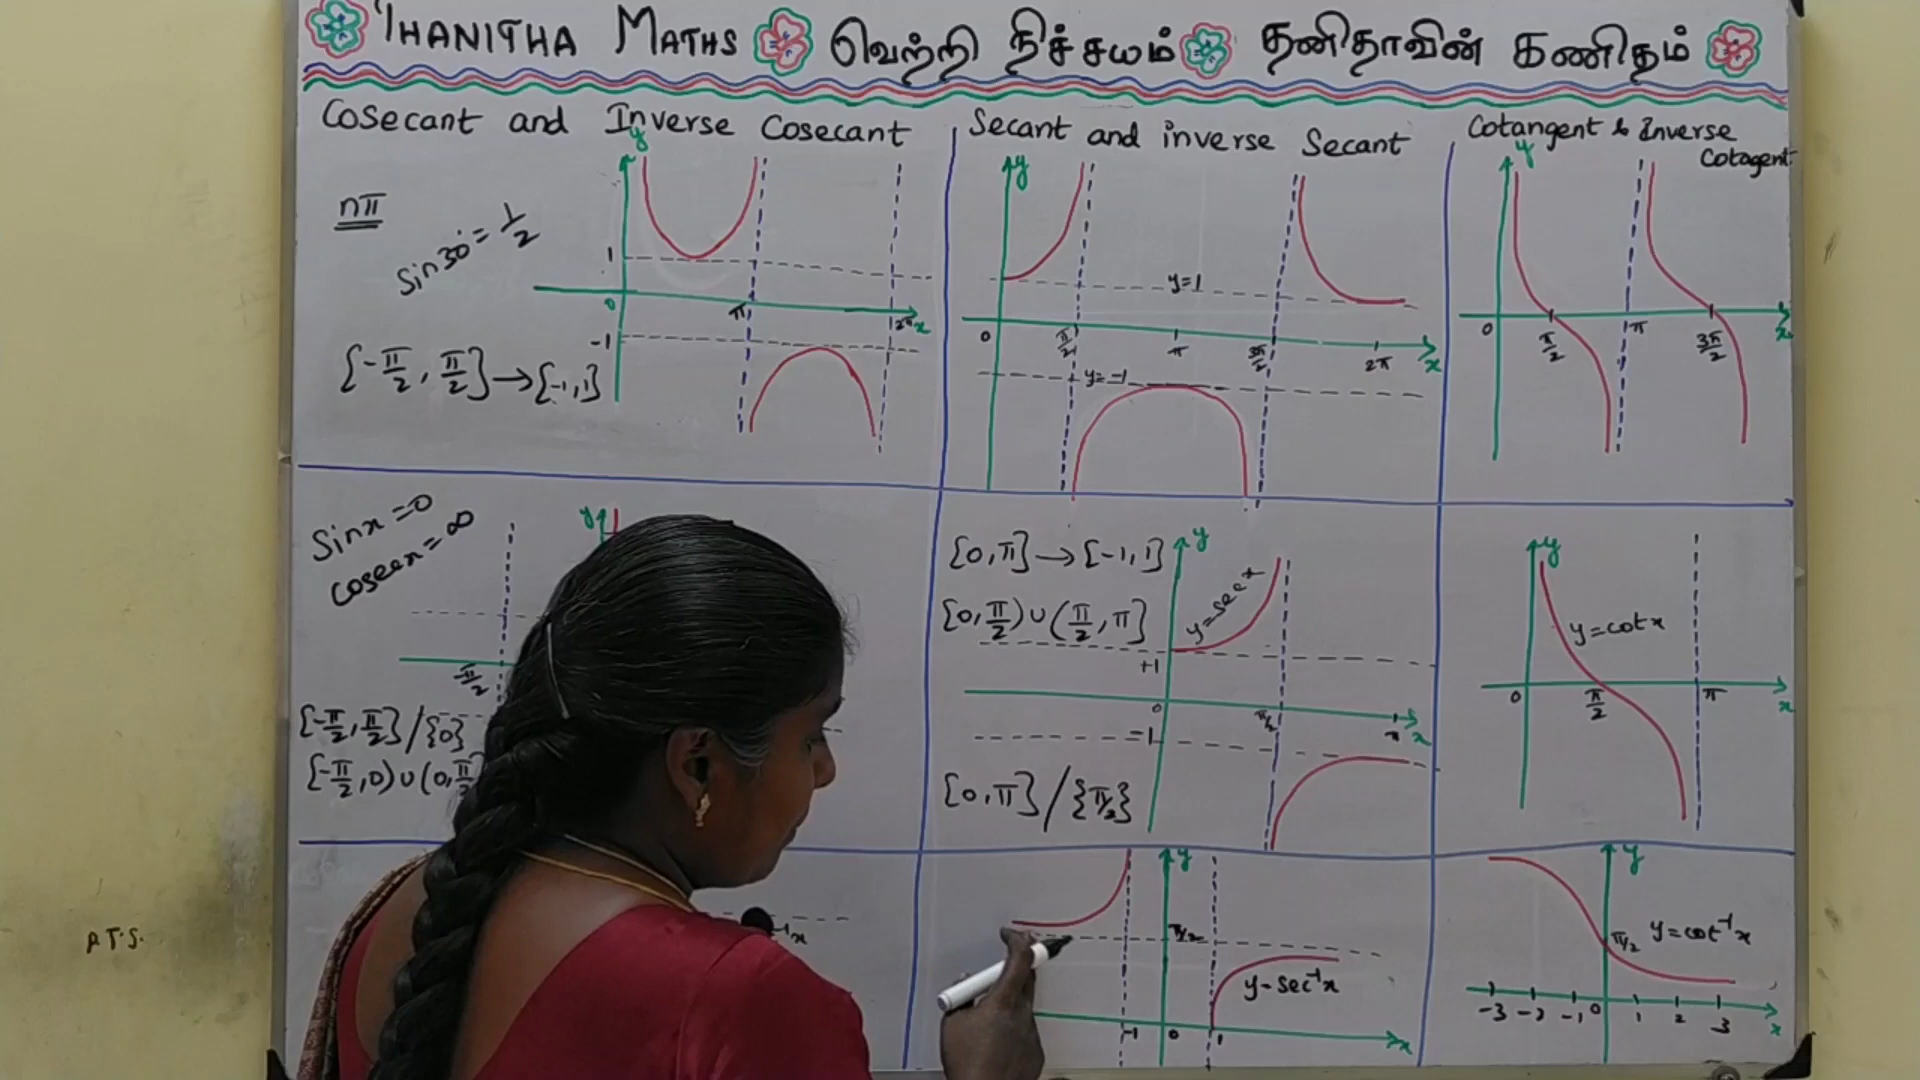 THANITHA MATHS வெற்றி நிச்சயம் தனிதாவின் கணிதம்
Cosecant and Inverse Cosecant
nπ
Sin30° = 1/2
[-π/2, π/2] → [-1, 1]
y
1
0
-1
π
2π
x
Secant and inverse Secant
y
y=1
0
π/2
π
3π/2
2π
x
y=-1
Cotangent & Inverse
Cotagent
y
0
π/2
π
3π/2
x
Sinx = 0
cosecx = ∞
y
-π/2
[-π/2, π/2] / {0}
[-π/2, 0) ∪ (0, π
[0, π] → [-1, 1]
[0, π/2) ∪ (π/2, π]
[0, π] / {π/2}
y
y=secx
+1
0
π/2
π
x
-1
y
y=cotx
0
π/2
π
x
-1x
y
π/2
y=sec⁻¹x
-1
0
1
x
y
π/2
y=cot⁻¹x
-3 -2 -1 0 1 2 3
x
P.T.S.